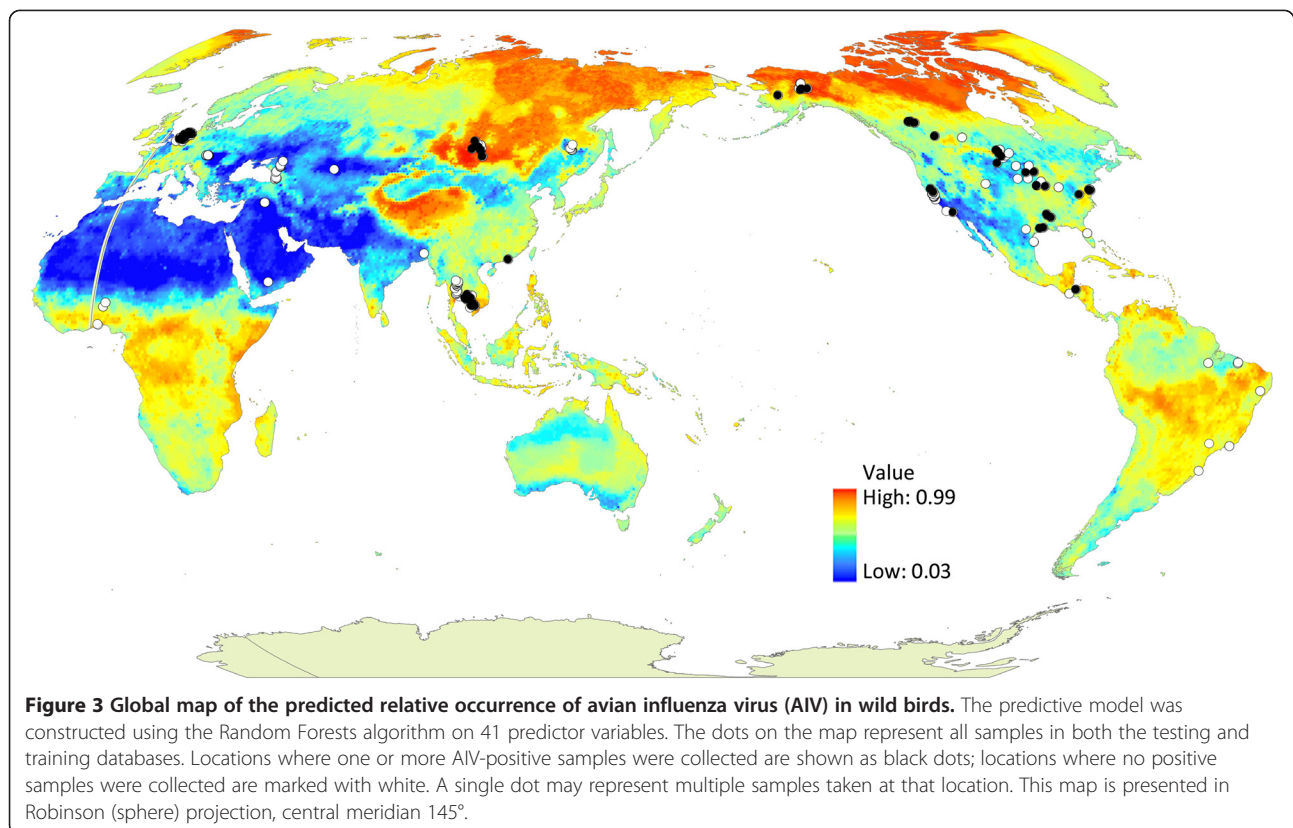 Value
High: 0.99
Low: 0.03
Figure 3 Global map of the predicted relative occurrence of avian influenza virus (AIV) in wild birds. The predictive model was
constructed using the Random Forests algorithm on 41 predictor variables. The dots on the map represent all samples in both the testing and
training databases. Locations where one or more AIV-positive samples were collected are shown as black dots; locations where no positive
samples were collected are marked with white. A single dot may represent multiple samples taken at that location. This map is presented in
Robinson (sphere) projection, central meridian 145°.